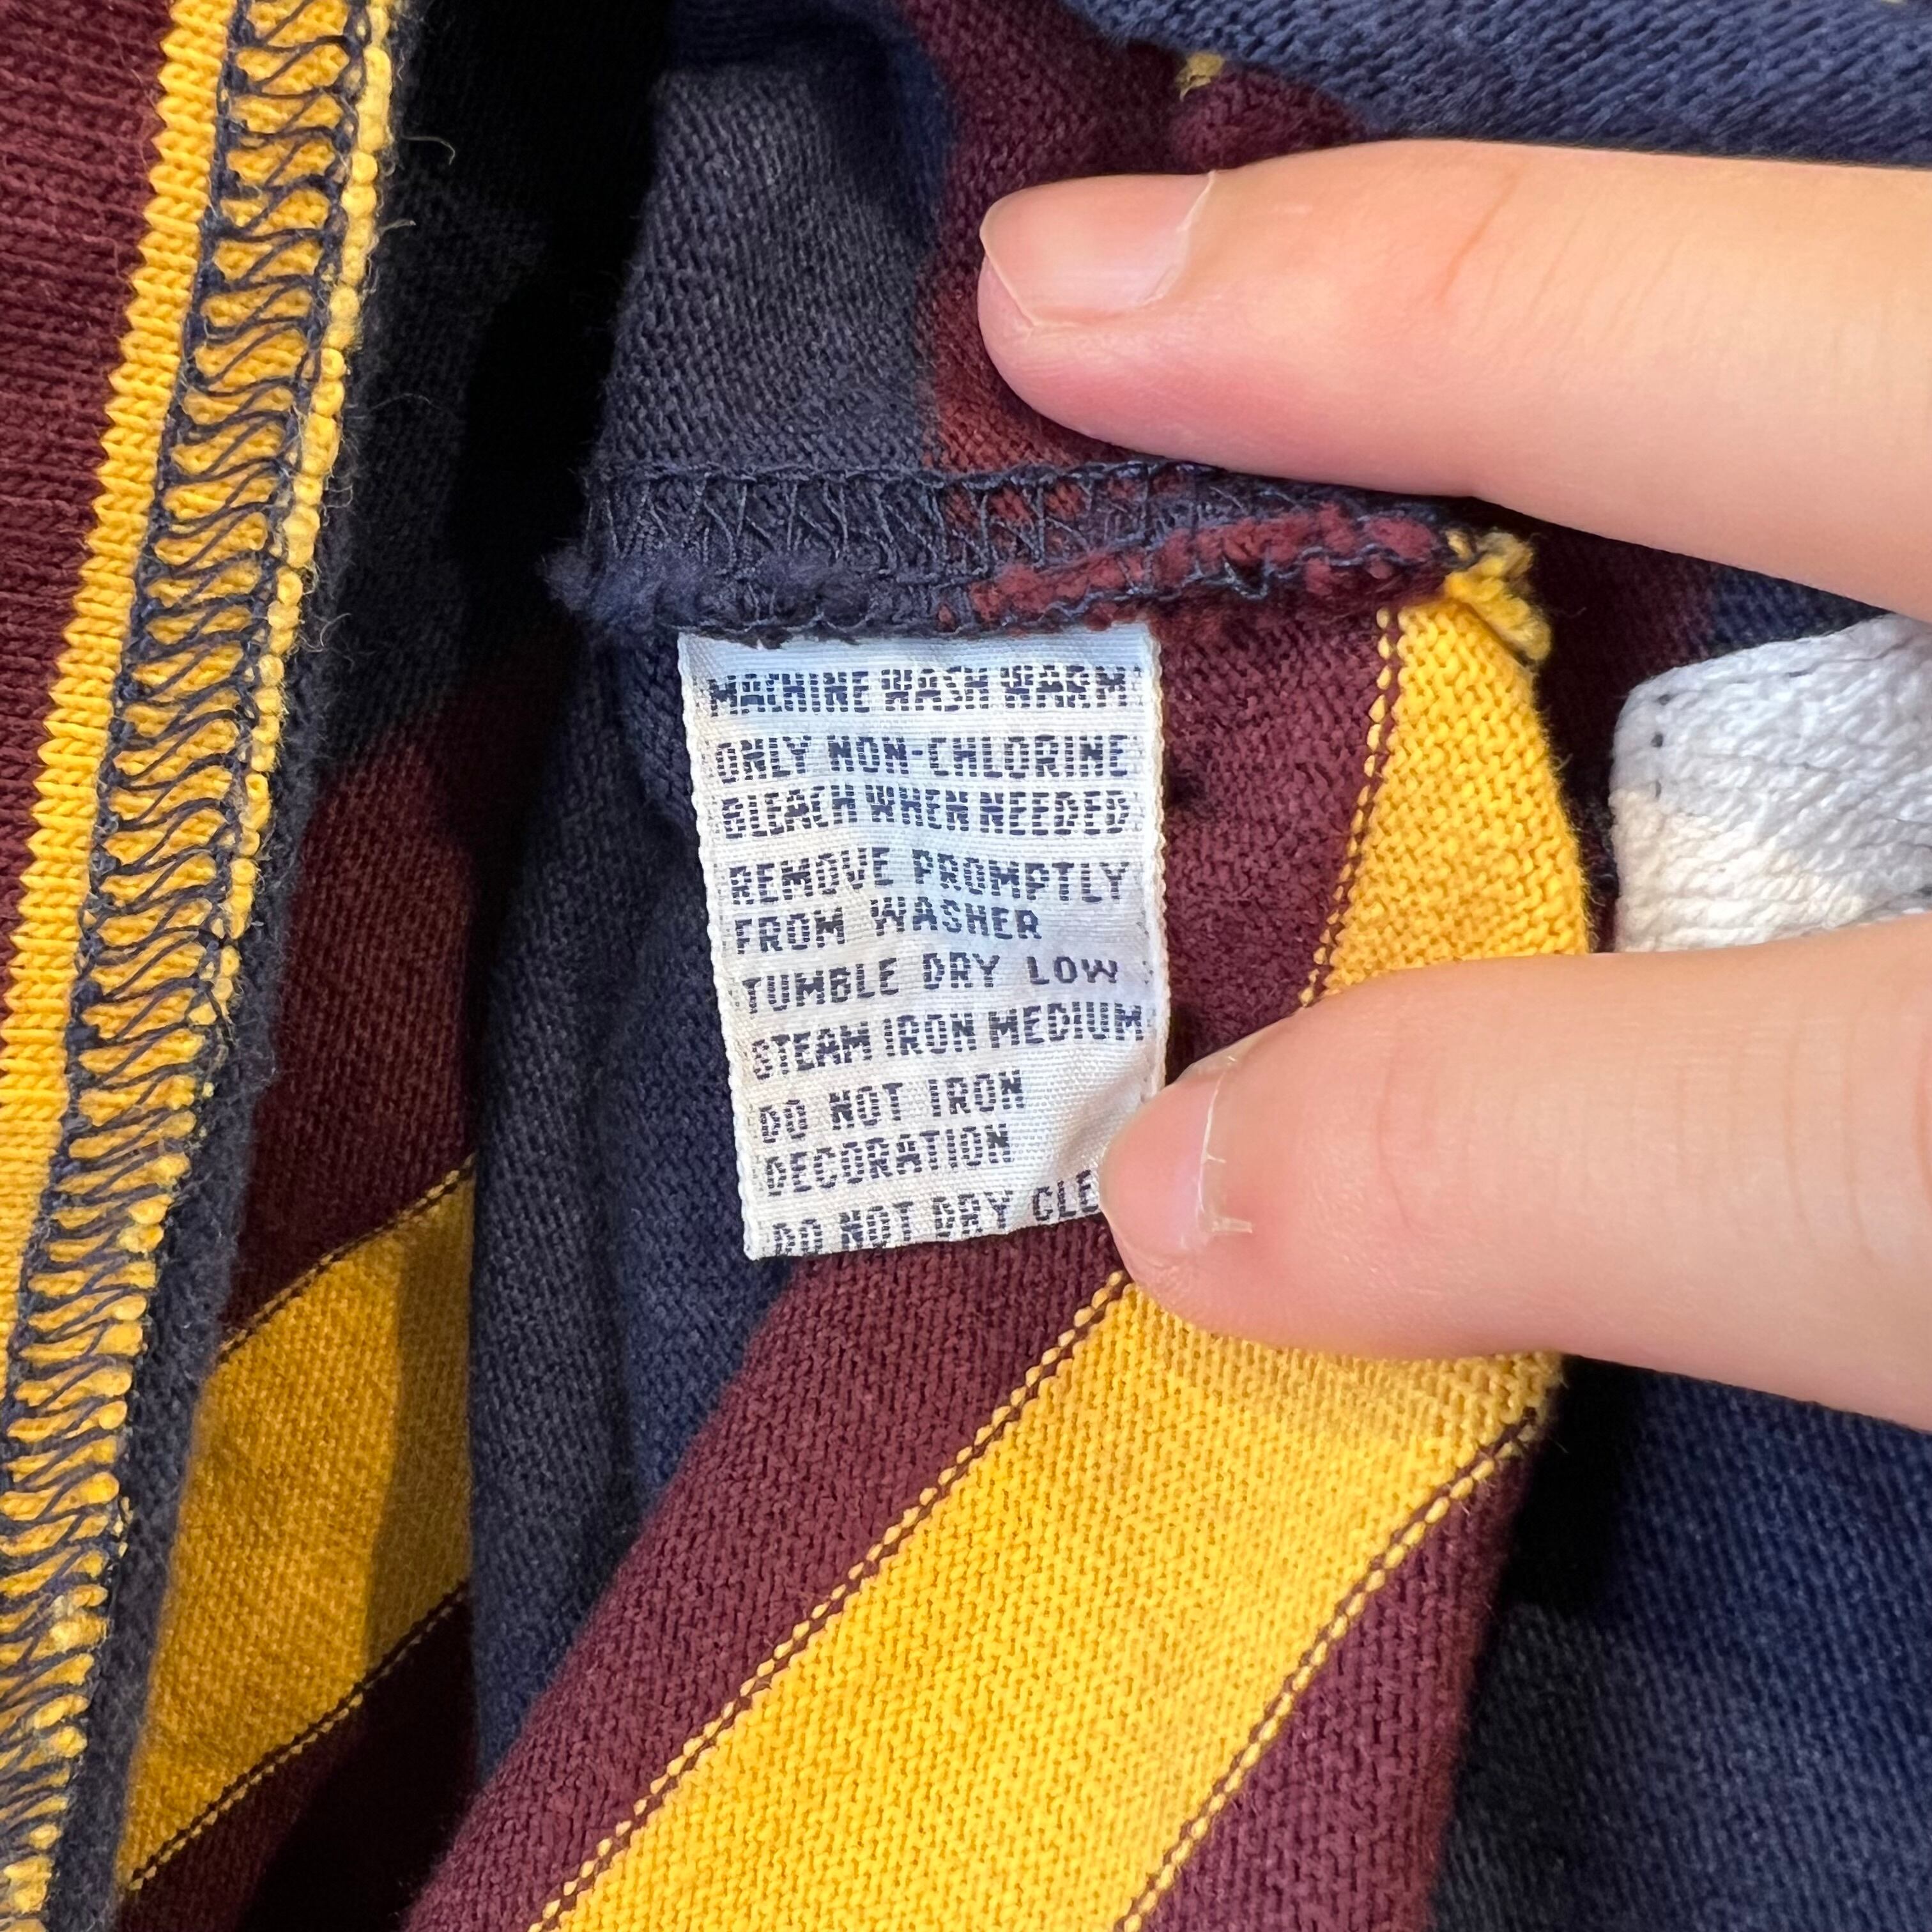 MACHINE WASH WARM
ONLY NON-CHLORINE
BLEACH WHEN NEEDED
REMOVE PROMPTLY
FROM WASHER
TUMBLE DRY LOW
STEAM IRON MEDIUM
DO NOT IRON
DECORATION
DO NOT DRY CLE